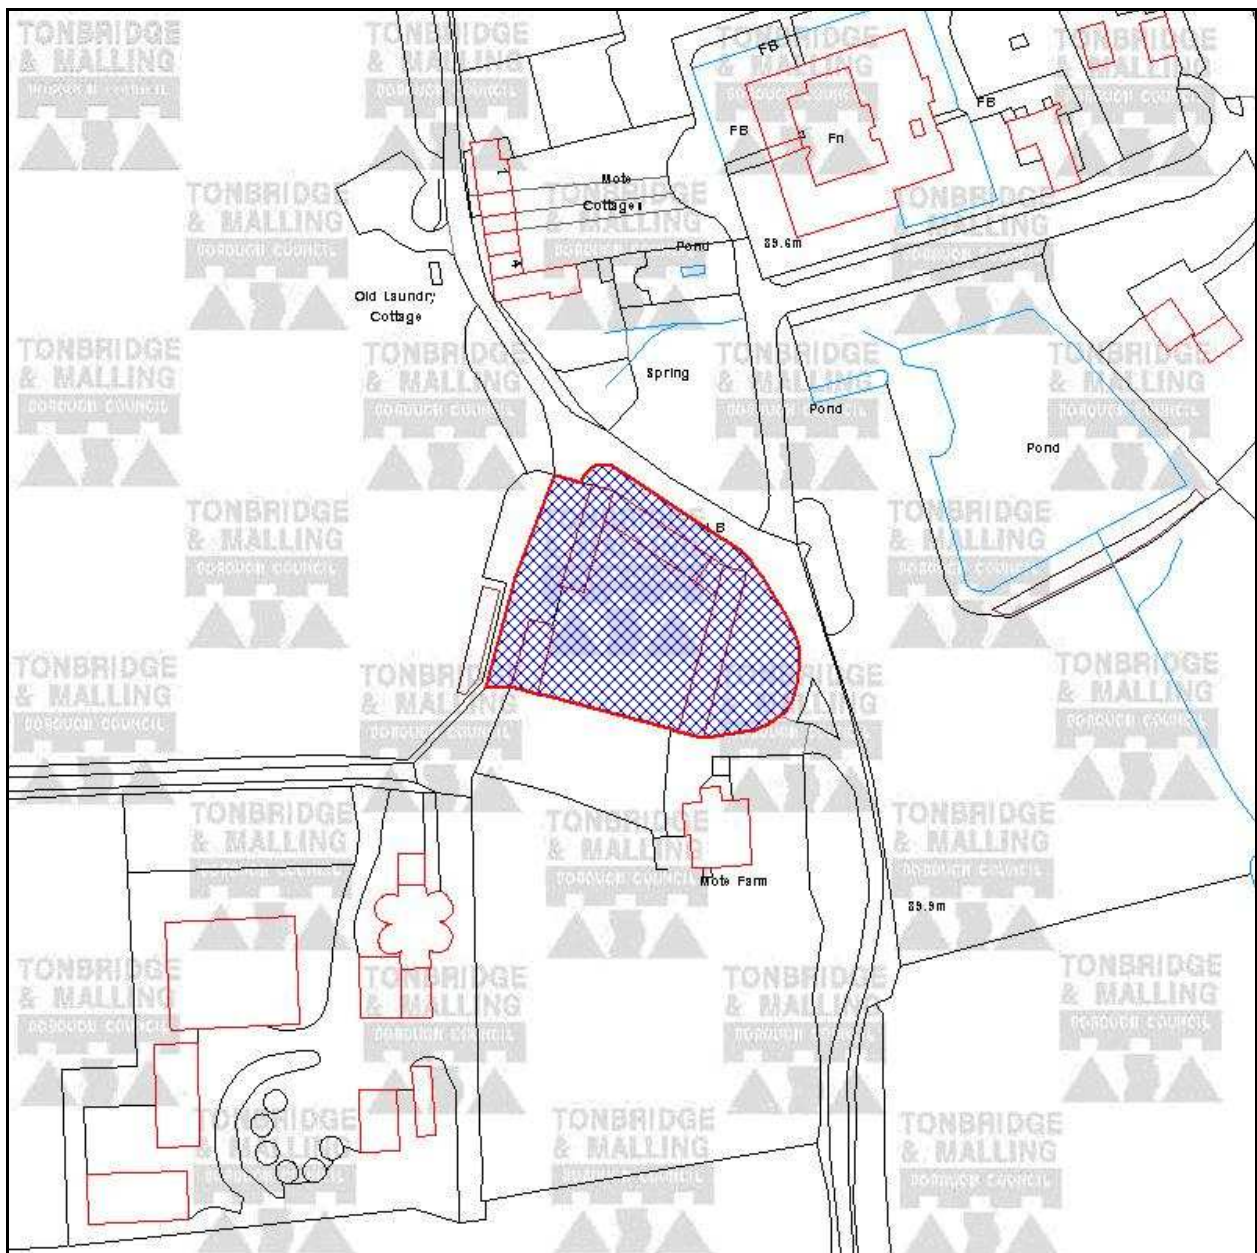 TONBRIDGE
& MALLING
BOROUGH COUNCIL
FB
FB
FB
Fn
Mote
Cottages
Pond
89.6m
Old Laundry
Cottage
Spring
Pond
Pond
LB
Mote Farm
89.9m